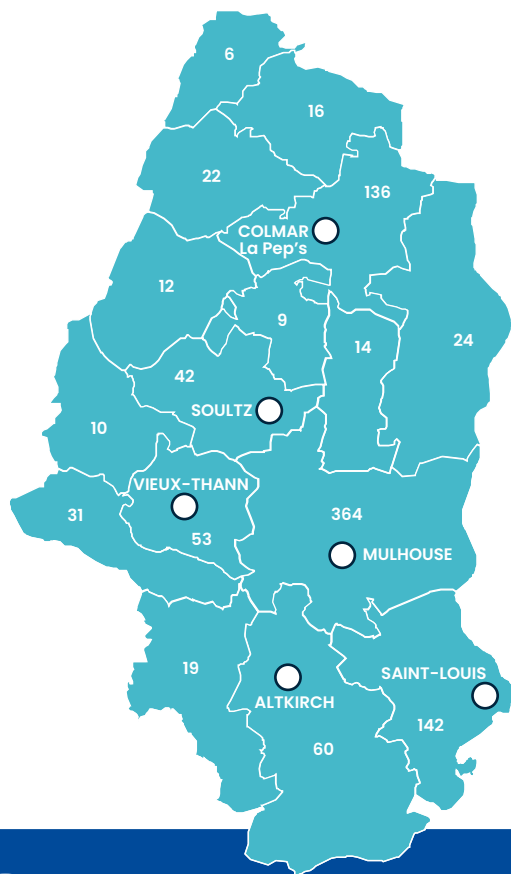 6
16
22
136
COLMAR
La Pep's
12
9
14
24
42
SOULTZ
10
VIEUX-THANN
31
53
364
MULHOUSE
19
SAINT-LOUIS
ALTKIRCH
142
60